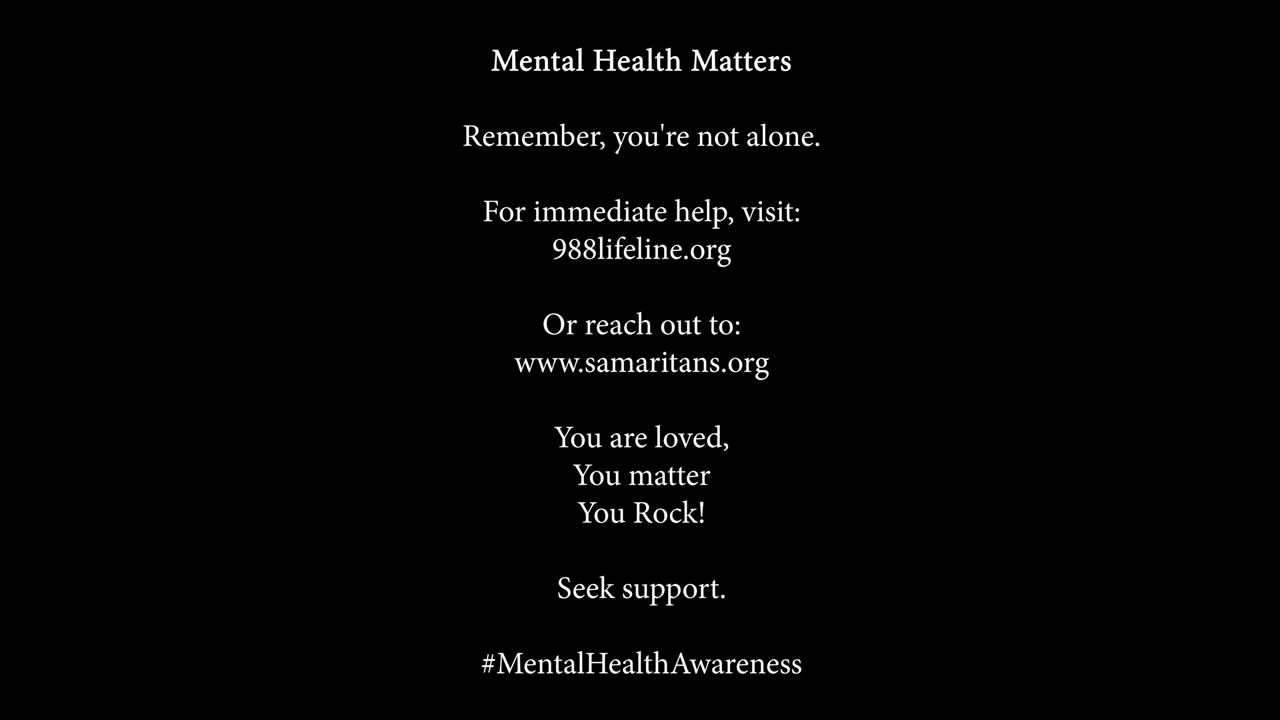 Mental Health Matters
Remember, you're not alone.
For immediate help, visit:
988lifeline.org
Or reach out to:
www.samaritans.org
You are loved,
You matter
You Rock!
Seek support.
#MentalHealthAwareness